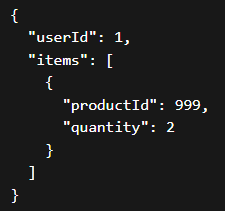 {
  "userId": 1,
  "items": [
    {
      "productId": 999,
      "quantity": 2
    }
  ]
}